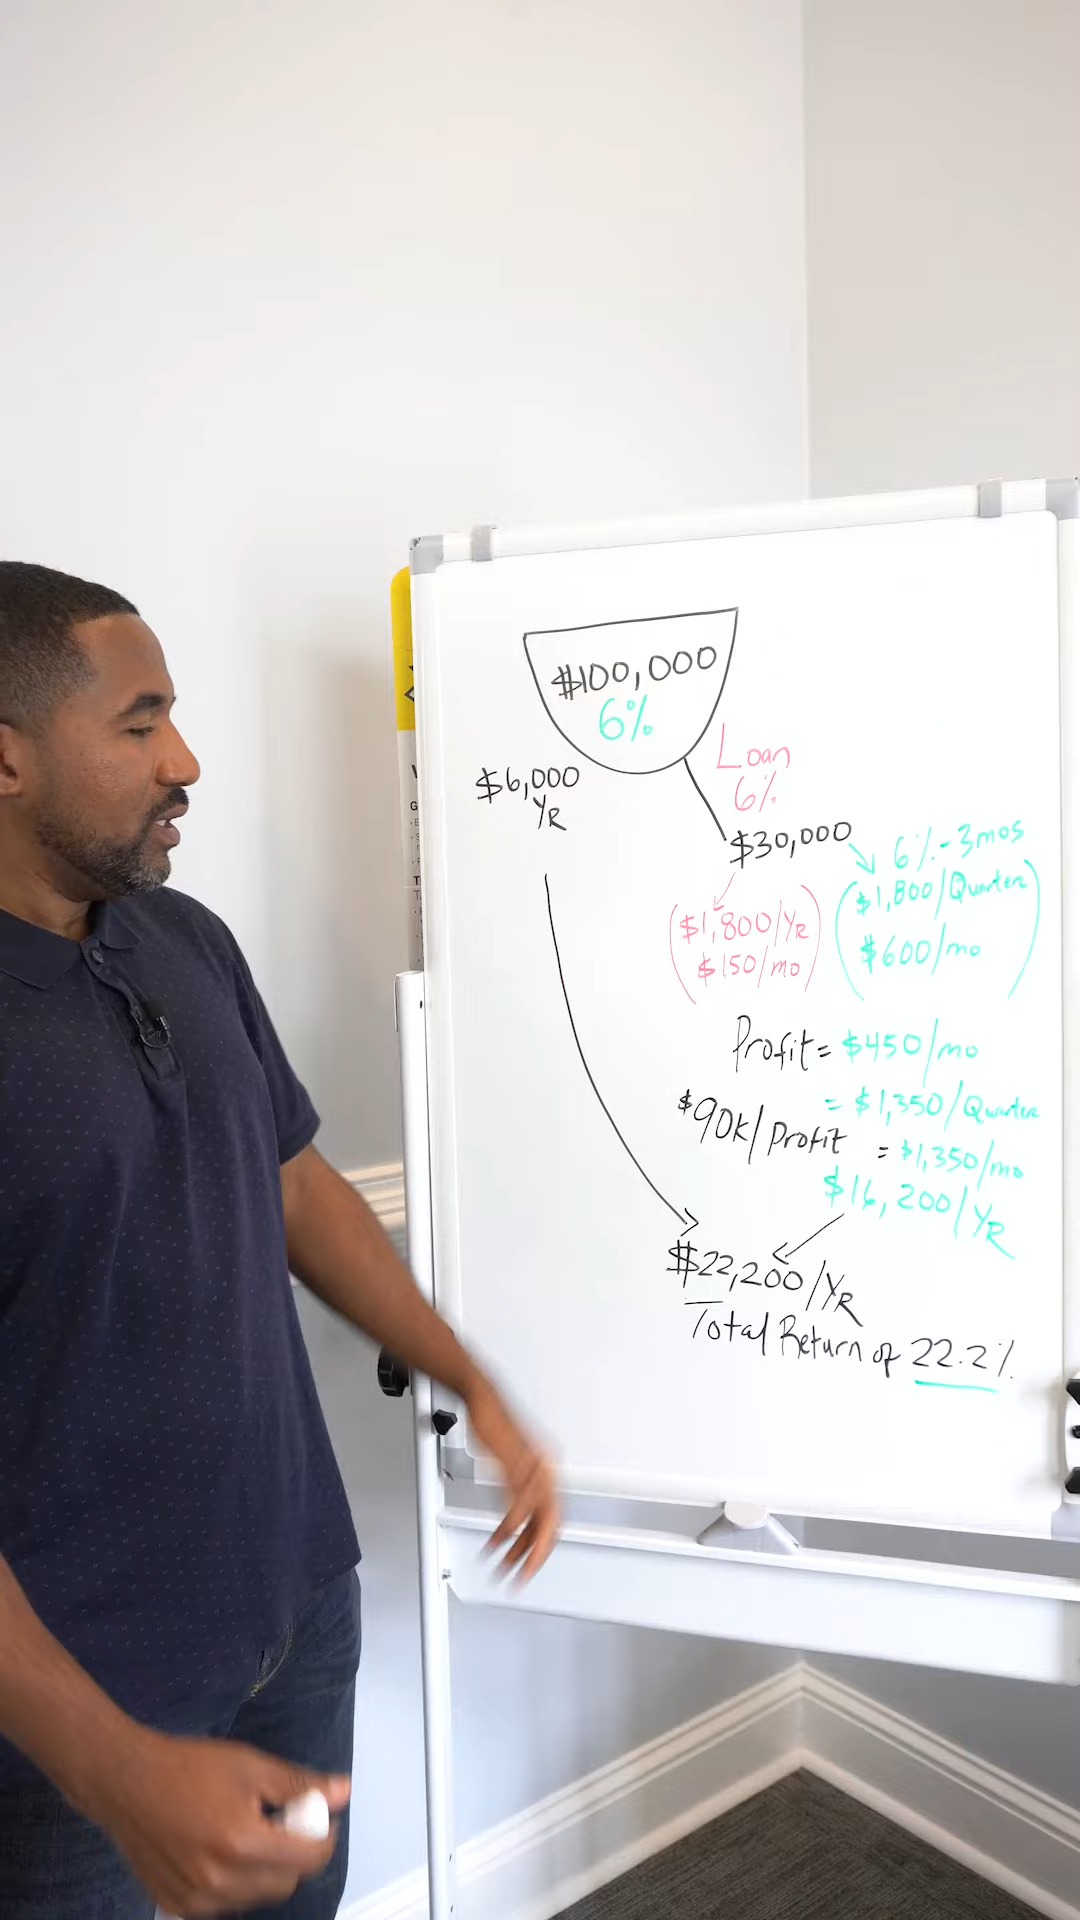 $100,000
6%
$6,000
YR
Loan
6%
$30,000
6% - 3mos
($1,800/YR
$150/mo)
($1,800/Quarter
$600/mo)
Profit = $450/mo
= $1,350/Quarter
$90K/Profit = $1,350/mo
$16,200/YR
$22,200/YR
Total Return of 22.2%